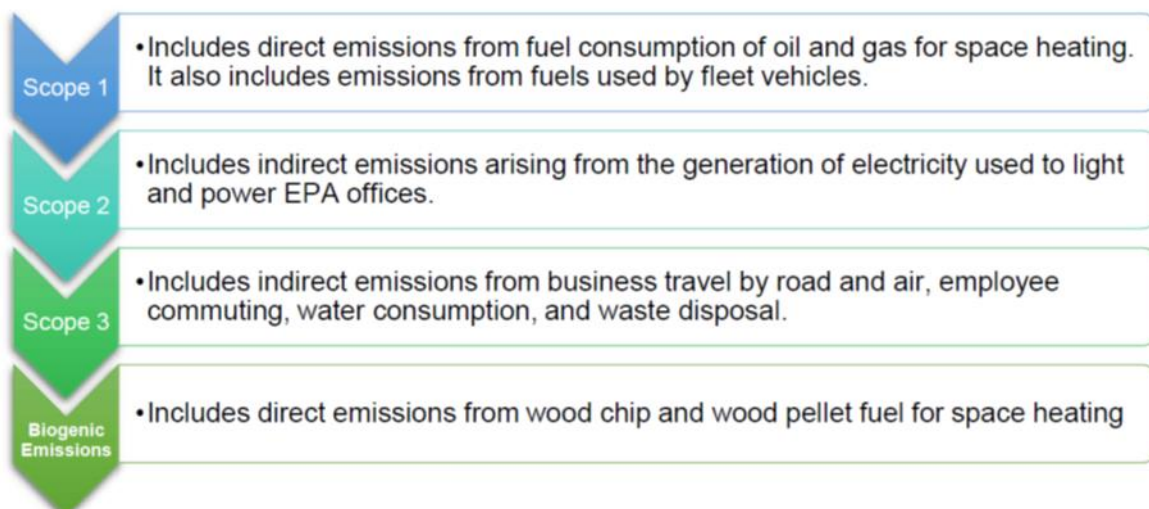 Scope 1
•Includes direct emissions from fuel consumption of oil and gas for space heating.
It also includes emissions from fuels used by fleet vehicles.
Scope 2
•Includes indirect emissions arising from the generation of electricity used to light
and power EPA offices.
Scope 3
•Includes indirect emissions from business travel by road and air, employee
commuting, water consumption, and waste disposal.
Biogenic
Emissions
•Includes direct emissions from wood chip and wood pellet fuel for space heating